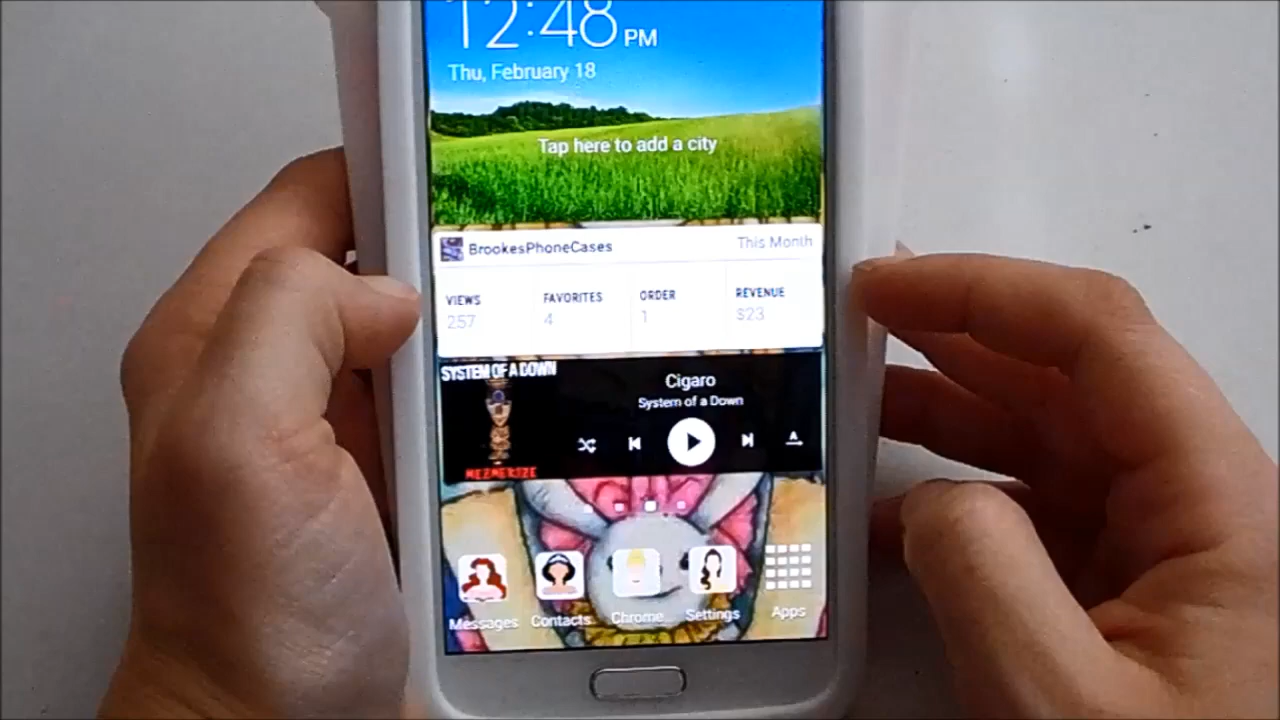 12:48 PM
Thu, February 18
Tap here to add a city
BrookesPhoneCases
This Month
VIEWS
FAVORITES
ORDER
REVENUE
257
4
1
$23
SYSTEM OF A DOWN
MEZMERIZE
Cigaro
System of a Down
A
Messages
Contacts
Chrome
Settings
Apps